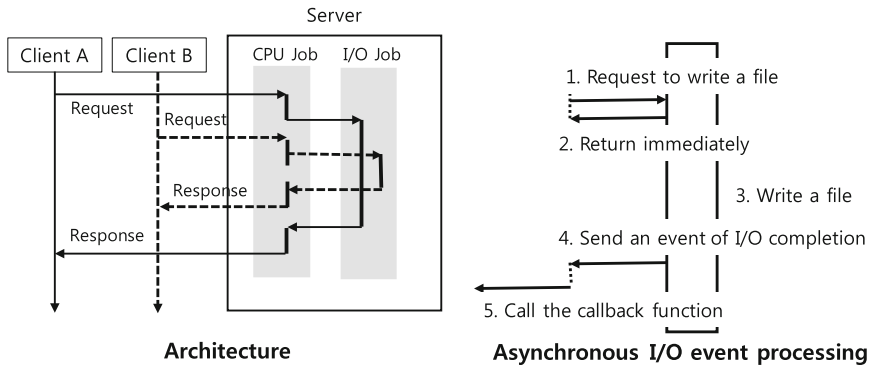 Server
Client A
Client B
CPU Job
I/O Job
Request
Request
Response
Response
Architecture
1. Request to write a file
2. Return immediately
3. Write a file
4. Send an event of I/O completion
5. Call the callback function
Asynchronous I/O event processing